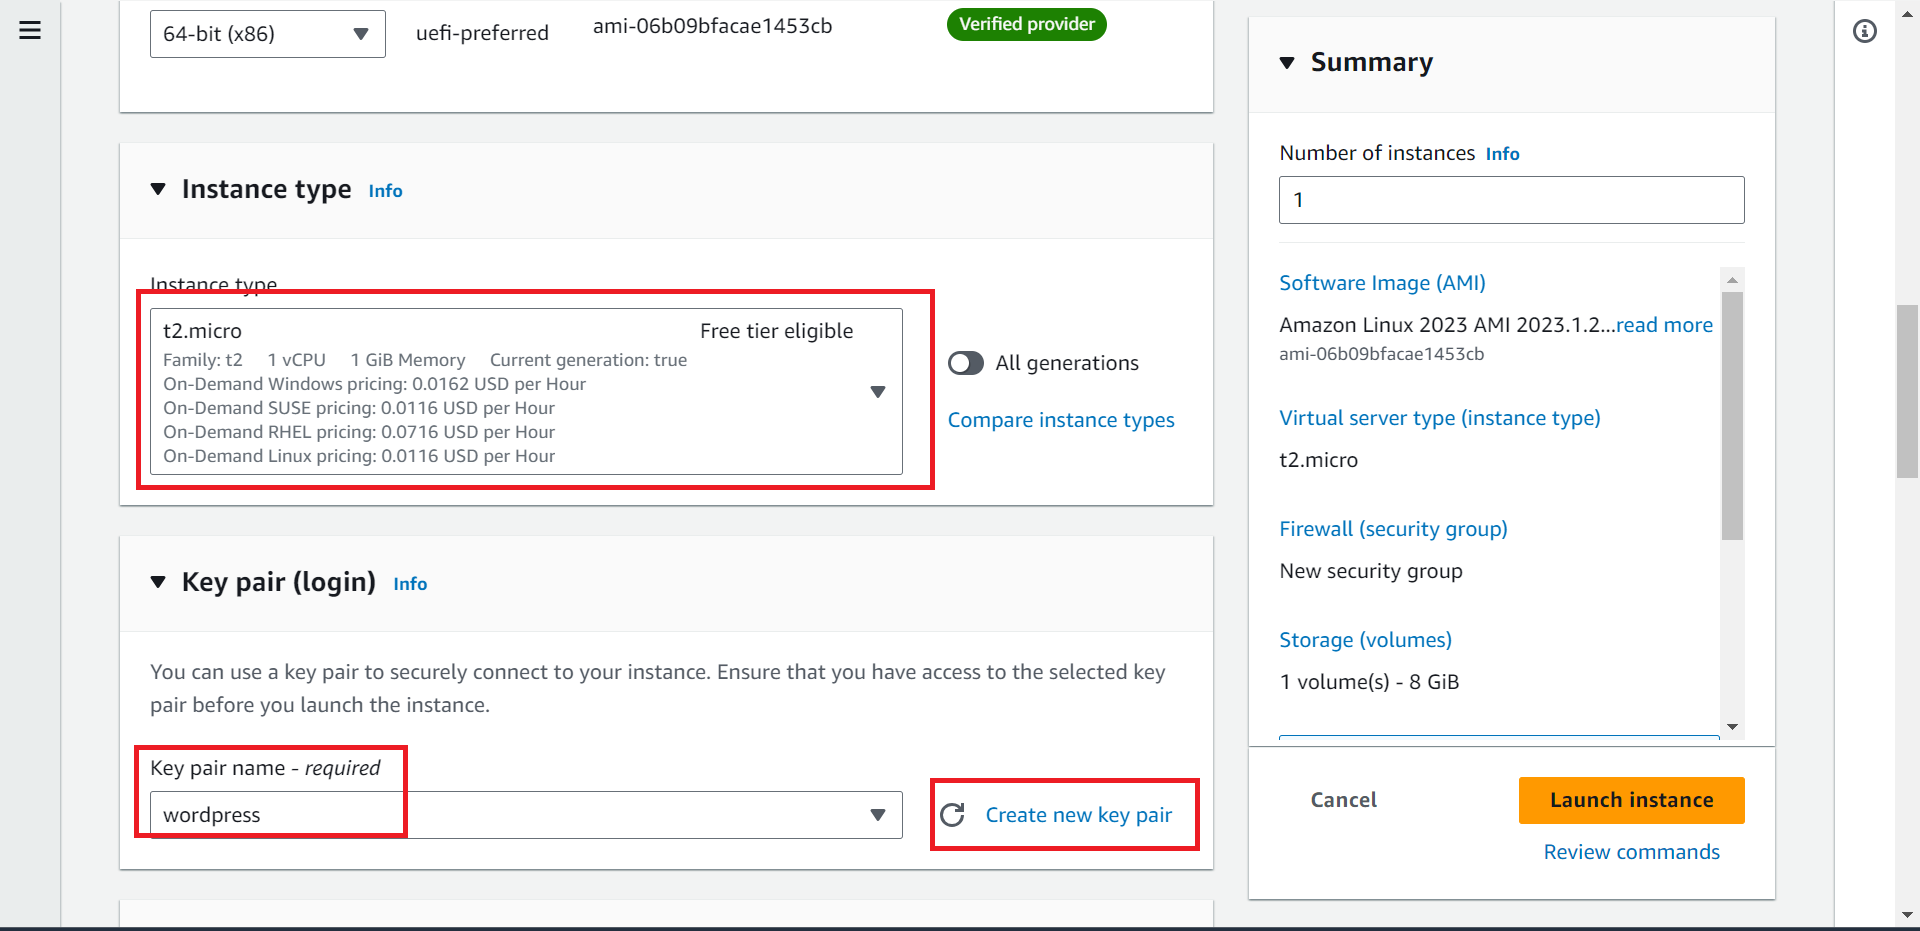 64-bit (x86)
uefi-preferred
ami-06b09bfacae1453cb
Verified provider
Instance type Info
Instance type
t2.micro Free tier eligible
Family: t2 1 vCPU 1 GiB Memory Current generation: true
On-Demand Windows pricing: 0.0162 USD per Hour
On-Demand SUSE pricing: 0.0116 USD per Hour
On-Demand RHEL pricing: 0.0716 USD per Hour
On-Demand Linux pricing: 0.0116 USD per Hour
All generations
Compare instance types
Key pair (login) Info
You can use a key pair to securely connect to your instance. Ensure that you have access to the selected key
pair before you launch the instance.
Key pair name - required
wordpress
Create new key pair
Summary
Number of instances Info
1
Software Image (AMI)
Amazon Linux 2023 AMI 2023.1.2...read more
ami-06b09bfacae1453cb
Virtual server type (instance type)
t2.micro
Firewall (security group)
New security group
Storage (volumes)
1 volume(s) - 8 GiB
Cancel
Launch instance
Review commands